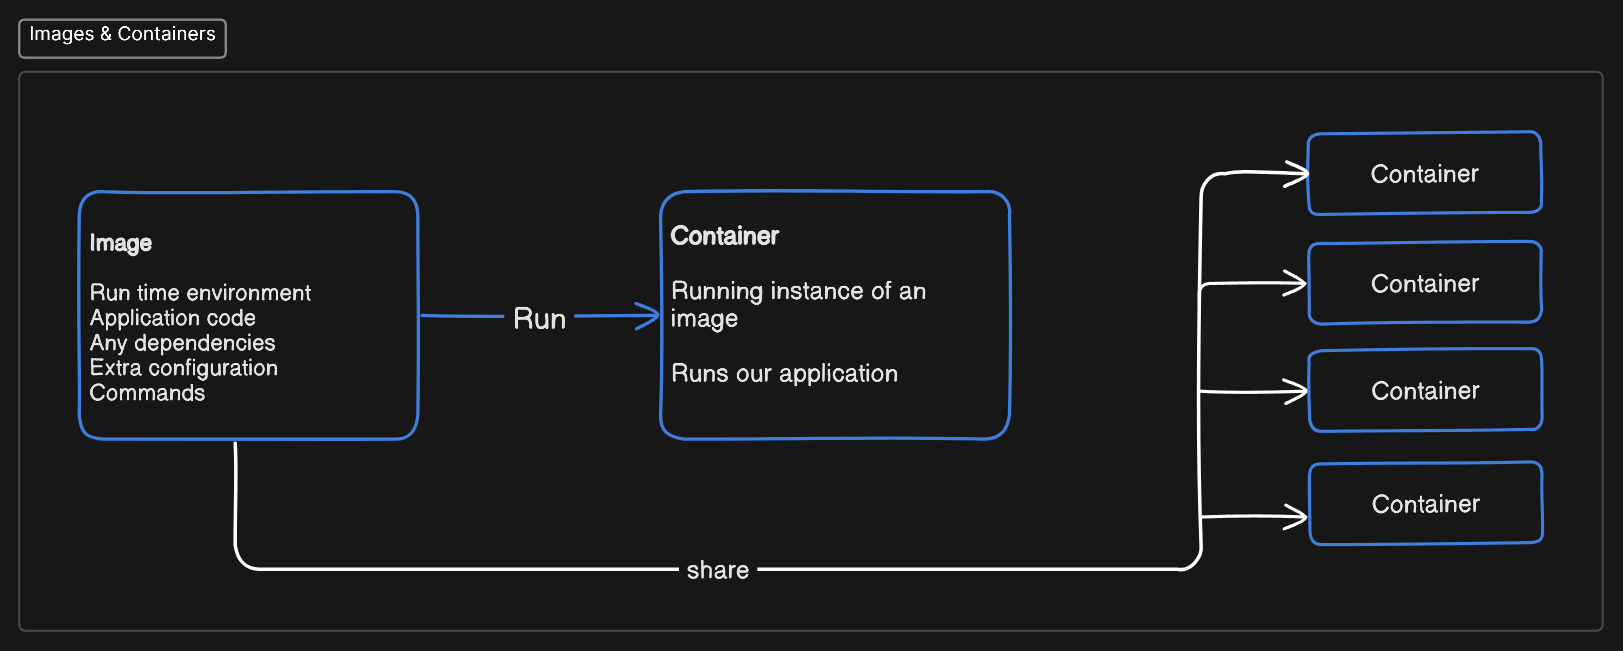 Images & Containers
Image
Run time environment
Application code
Any dependencies
Extra configuration
Commands
Run
Container
Running instance of an
image
Runs our application
share
Container
Container
Container
Container